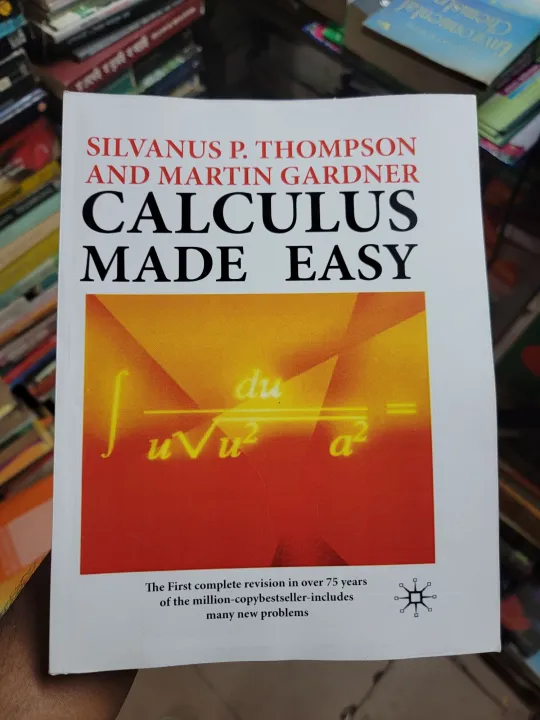 SILVANUS P. THOMPSON
AND MARTIN GARDNER
CALCULUS
MADE EASY
∫ du / u√u² a² =
The First complete revision in over 75 years
of the million-copybestseller-includes
many new problems